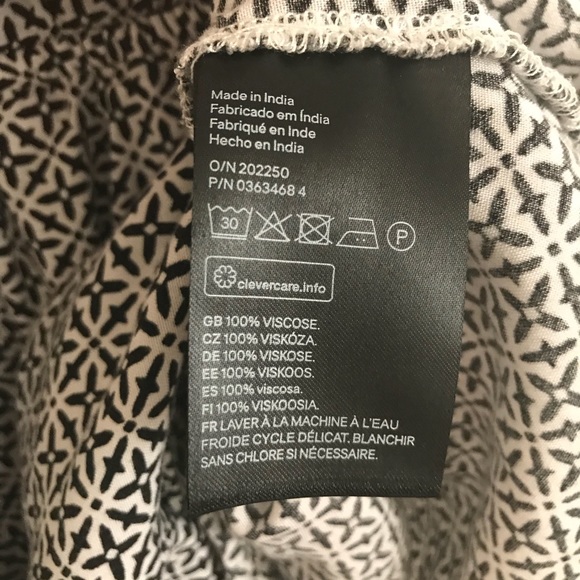 Made in India
Fabricado em Índia
Fabriqué en Inde
Hecho en India
O/N 202250
P/N 0363468 4
30 P
clevercare.info
GB 100% VISCOSE.
CZ 100% VISKÓZA.
DE 100% VISKOSE.
EE 100% VISKOOS.
ES 100% viscosa.
FI 100% VISKOOSIA.
FR LAVER À LA MACHINE À L'EAU
FROIDE CYCLE DÉLICAT. BLANCHIR
SANS CHLORE SI NÉCESSAIRE.